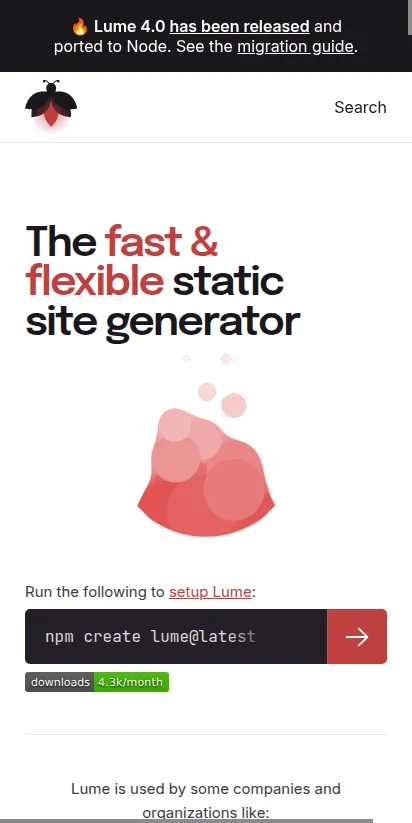 🔥 Lume 4.0 has been released and
ported to Node. See the migration guide.
Search
The fast &
flexible static
site generator
Run the following to setup Lume:
npm create lume@latest
downloads 4.3k/month
Lume is used by some companies and
organizations like: